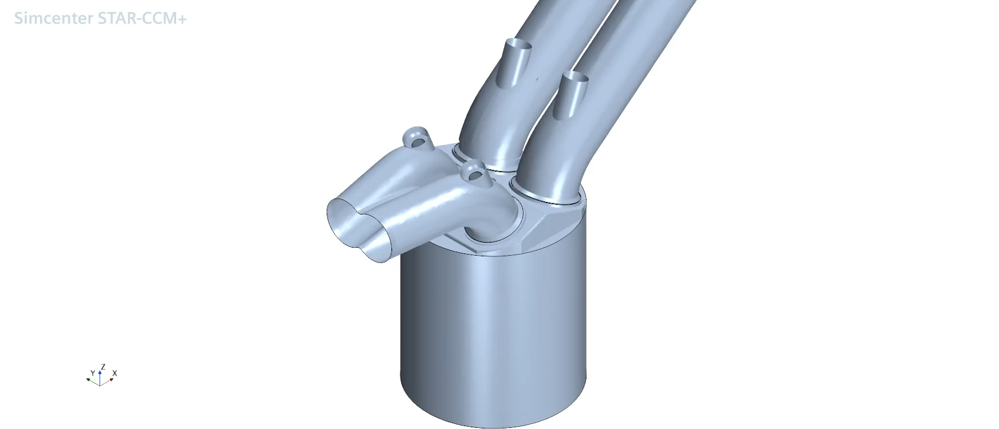 Simcenter STAR-CCM+
Z
Y X